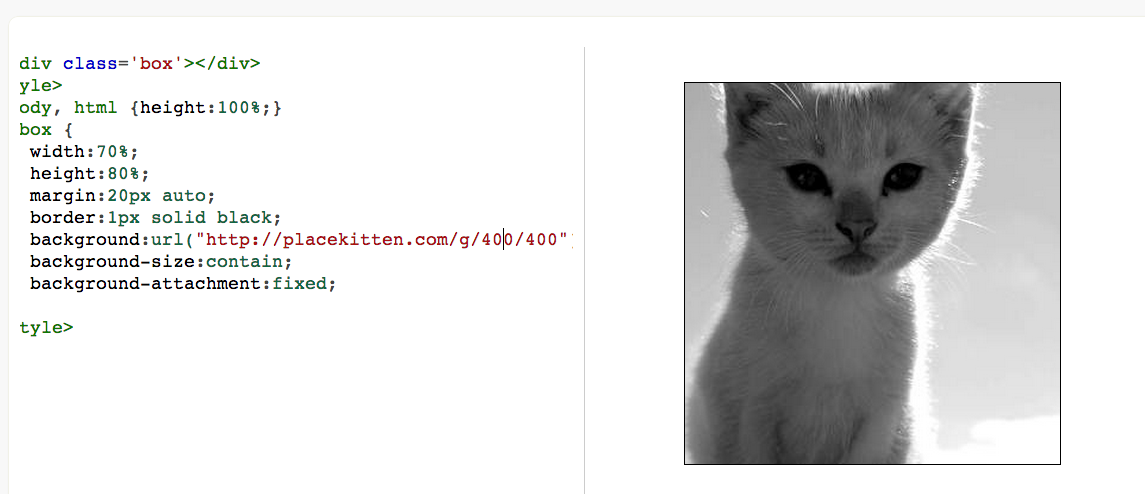 div class='box'></div>
yle>
ody, html {height:100%;}
box {
width:70%;
height:80%;
margin:20px auto;
border:1px solid black;
background:url("http://placekitten.com/g/400/400"
background-size:contain;
background-attachment:fixed;
tyle>